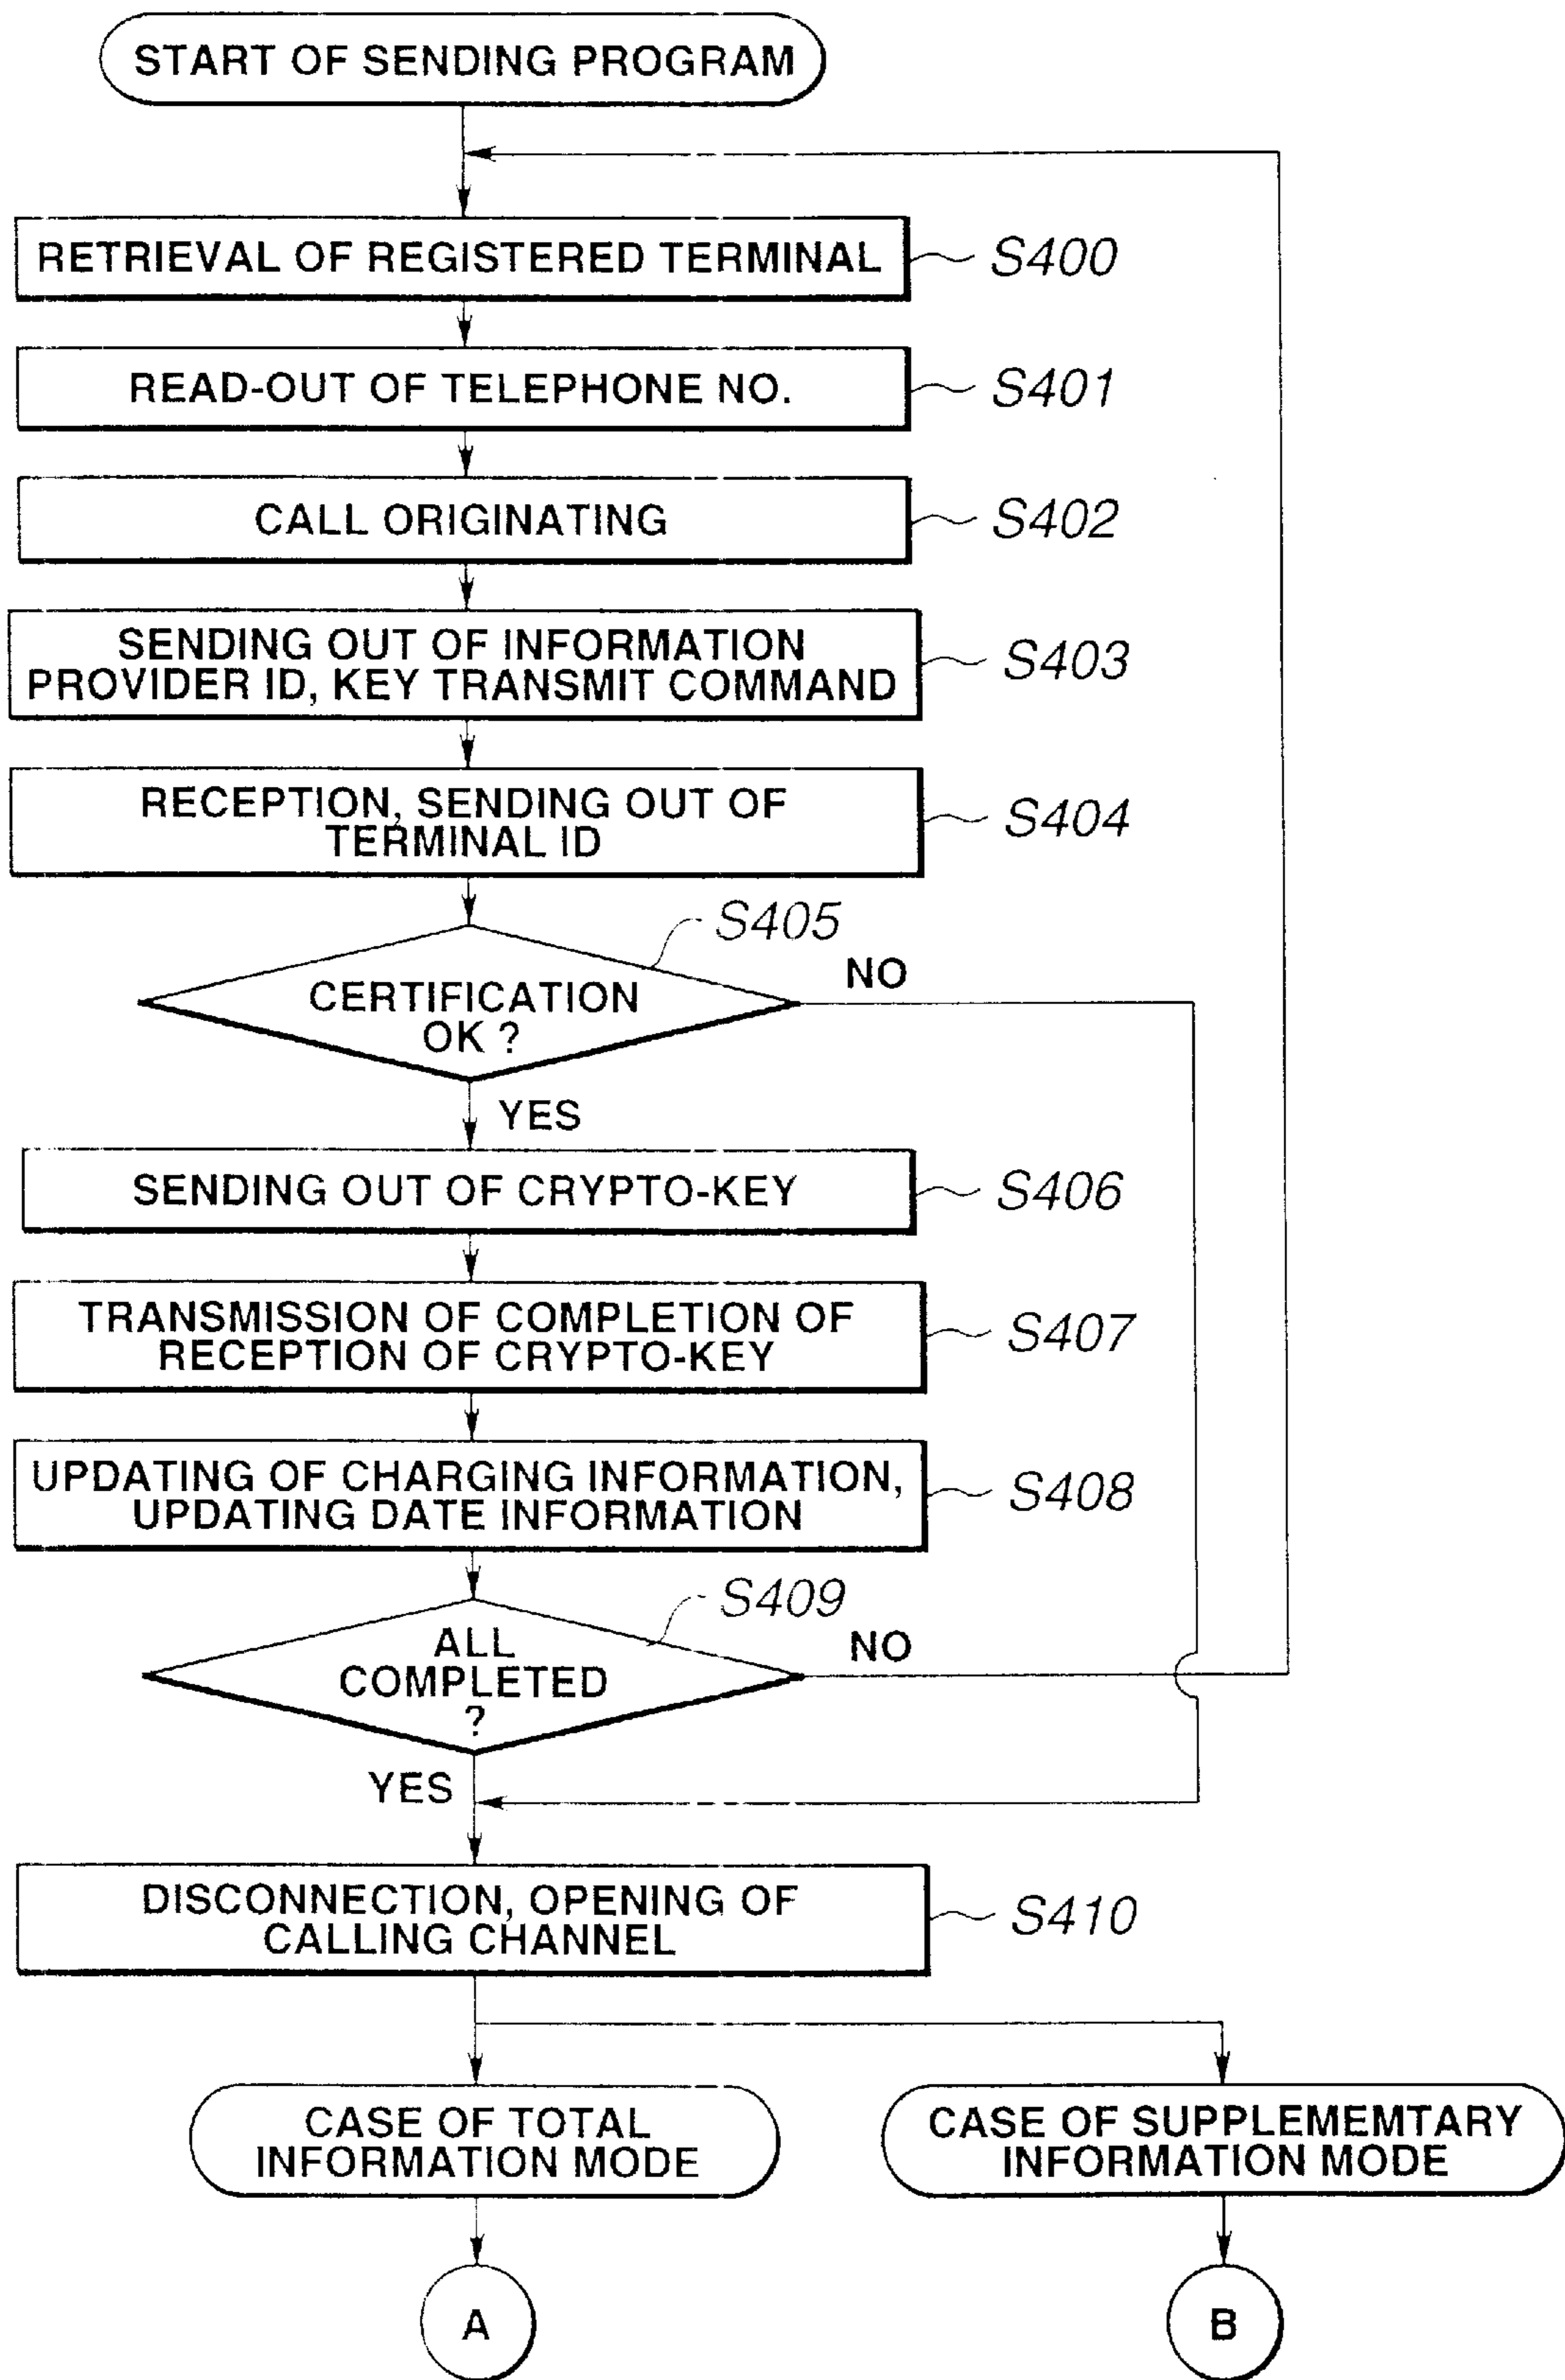 START OF SENDING PROGRAM
RETRIEVAL OF REGISTERED TERMINAL
S400
READ-OUT OF TELEPHONE NO.
S401
CALL ORIGINATING
S402
SENDING OUT OF INFORMATION
PROVIDER ID, KEY TRANSMIT COMMAND
S403
RECEPTION, SENDING OUT OF
TERMINAL ID
S404
S405
CERTIFICATION
OK ?
NO
YES
SENDING OUT OF CRYPTO-KEY
S406
TRANSMISSION OF COMPLETION OF
RECEPTION OF CRYPTO-KEY
S407
UPDATING OF CHARGING INFORMATION,
UPDATING DATE INFORMATION
S408
S409
ALL
COMPLETED
?
NO
YES
DISCONNECTION, OPENING OF
CALLING CHANNEL
S410
CASE OF TOTAL
INFORMATION MODE
CASE OF SUPPLEMEMTARY
INFORMATION MODE
A
B